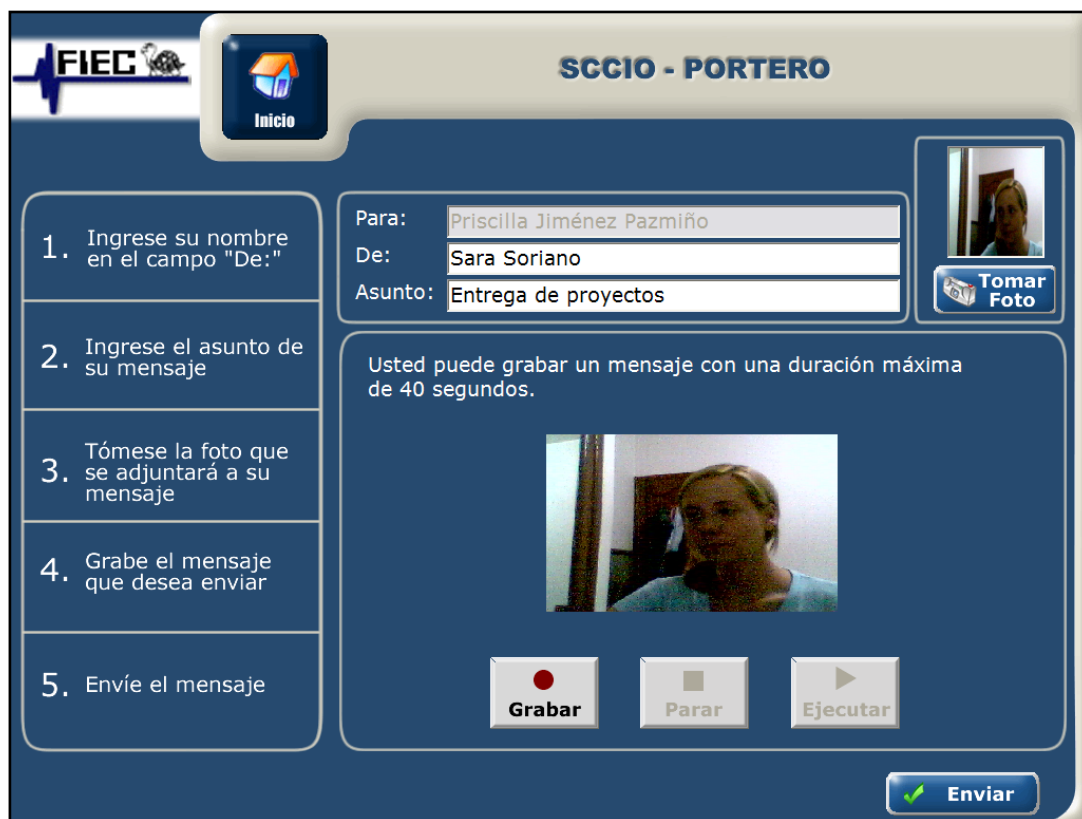 FIEC
Inicio
SCCIO - PORTERO
1. Ingrese su nombre
en el campo "De:"
2. Ingrese el asunto de
su mensaje
3. Tómese la foto que
se adjuntará a su
mensaje
4. Grabe el mensaje
que desea enviar
5. Envíe el mensaje
Para: Priscilla Jiménez Pazmiño
De: Sara Soriano
Asunto: Entrega de proyectos
Tomar
Foto
Usted puede grabar un mensaje con una duración máxima
de 40 segundos.
Grabar
Parar
Ejecutar
Enviar